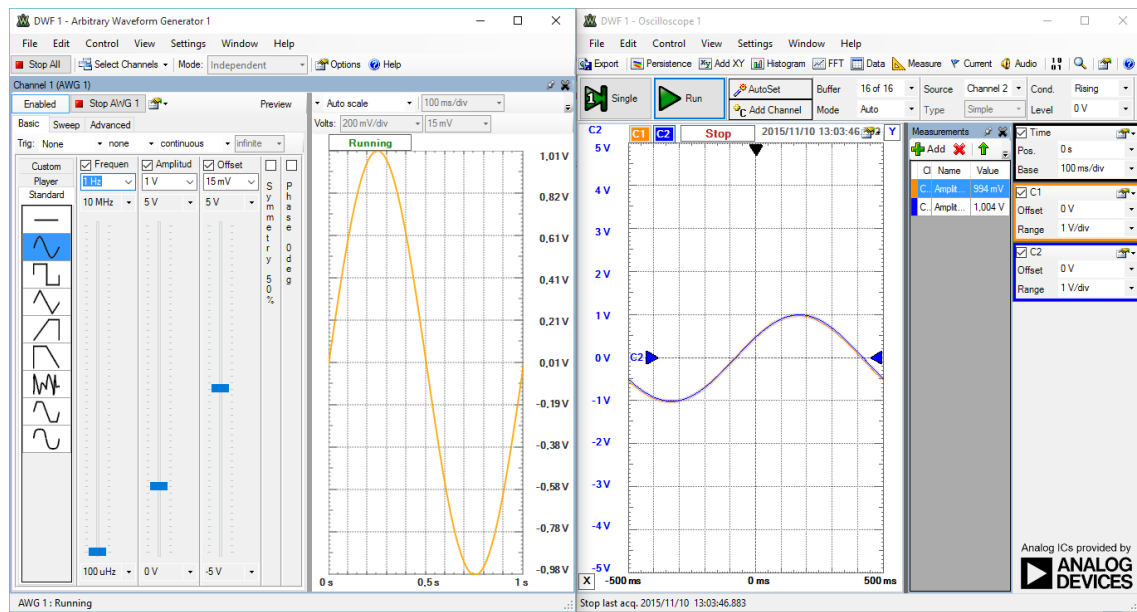 DWF 1 - Arbitrary Waveform Generator 1
File Edit Control View Settings Window Help
Stop All Select Channels Mode: Independent Options Help
Channel 1 (AWG 1)
Enabled Stop AWG 1 Preview
Basic Sweep Advanced
Trig: None none continuous infinite
Custom
Player
Standard
Frequen Amplitud Offset
1 Hz 1 V 15 mV
10 MHz 5 V 5 V
100 uHz 0 V -5 V
Symmetry 50%
Phase 0 deg
Auto scale 100 ms/div
Volts: 200 mV/div 15 mV
Running
1,01 V
0,82 V
0,61 V
0,41 V
0,21 V
0,01 V
-0,19 V
-0,38 V
-0,58 V
-0,78 V
-0,98 V
0 s 0,5 s 1 s
AWG 1 : Running
DWF 1 - Oscilloscope 1
File Edit Control View Settings Window Help
Export Persistence Add XY Histogram FFT Data Measure Current Audio
Single Run AutoSet Add Channel
Buffer 16 of 16 Source Channel 2 Cond. Rising
Mode Auto Type Simple Level 0 V
C2 C1 C2 Stop 2015/11/10 13:03:46 Y
5 V
4 V
3 V
2 V
1 V
0 V C2
-1 V
-2 V
-3 V
-4 V
-5 V
X -500 ms 0 ms 500 ms
Measurements
Add
Name Value
C.. Amplit... 994 mV
C.. Amplit... 1,004 V
Time
Pos. 0 s
Base 100 ms/div
C1
Offset 0 V
Range 1 V/div
C2
Offset 0 V
Range 1 V/div
Analog ICs provided by
ANALOG
DEVICES
Stop last acq. 2015/11/10 13:03:46.883